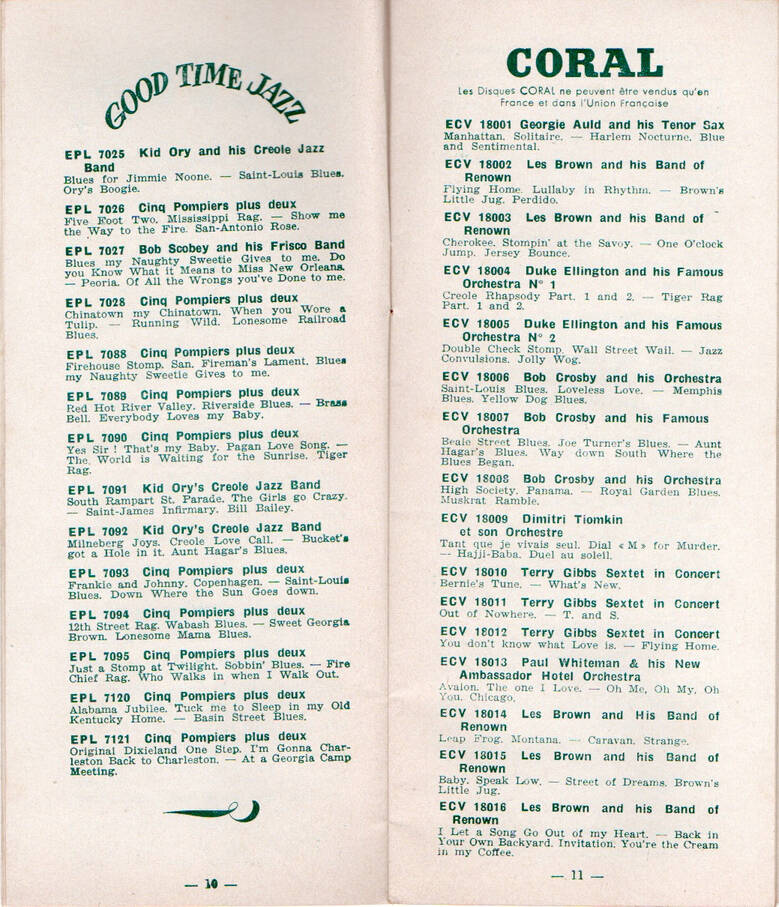 GOOD TIME JAZZ
EPL 7025 Kid Ory and his Creole Jazz
Band
Blues for Jimmie Noone. — Saint-Louis Blues.
Ory's Boogie.
EPL 7026 Cinq Pompiers plus deux
Five Foot Two. Mississippi Rag. — Show me
the Way to the Fire. San-Antonio Rose.
EPL 7027 Bob Scobey and his Frisco Band
Blues my Naughty Sweetie Gives to me. Do
you Know What it Means to Miss New Orleans.
— Peoria. Of All the Wrongs you've Done to me.
EPL 7028 Cinq Pompiers plus deux
Chinatown my Chinatown. When you Wore a
Tulip. — Running Wild. Lonesome Railroad
Blues.
EPL 7088 Cinq Pompiers plus deux
Firehouse Stomp. San. Fireman's Lament. Blues
my Naughty Sweetie Gives to me.
EPL 7089 Cinq Pompiers plus deux
Red Hot River Valley. Riverside Blues. — Brass
Bell. Everybody Loves my Baby.
EPL 7090 Cinq Pompiers plus deux
Yes Sir ! That's my Baby. Pagan Love Song. —
The World is Waiting for the Sunrise. Tiger
Rag.
EPL 7091 Kid Ory's Creole Jazz Band
South Rampart St. Parade. The Girls go Crazy.
— Saint-James Infirmary. Bill Bailey.
EPL 7092 Kid Ory's Creole Jazz Band
Milneberg Joys. Creole Love Call. — Bucket's
got a Hole in it. Aunt Hagar's Blues.
EPL 7093 Cinq Pompiers plus deux
Frankie and Johnny. Copenhagen. — Saint-Louis
Blues. Down Where the Sun Goes down.
EPL 7094 Cinq Pompiers plus deux
12th Street Rag. Wabash Blues. — Sweet Georgia
Brown. Lonesome Mama Blues.
EPL 7095 Cinq Pompiers plus deux
Just a Stomp at Twilight. Sobbin' Blues. — Fire
Chief Rag. Who Walks in when I Walk Out.
EPL 7120 Cinq Pompiers plus deux
Alabama Jubilee. Tuck me to Sleep in my Old
Kentucky Home. — Basin Street Blues.
EPL 7121 Cinq Pompiers plus deux
Original Dixieland One Step. I'm Gonna Char-
leston Back to Charleston. — At a Georgia Camp
Meeting.
— 10 —
CORAL
Les Disques CORAL ne peuvent être vendus qu'en
France et dans l'Union Française
ECV 18001 Georgie Auld and his Tenor Sax
Manhattan. Solitaire. — Harlem Nocturne. Blue
and Sentimental.
ECV 18002 Les Brown and his Band of
Renown
Flying Home. Lullaby in Rhythm. — Brown's
Little Jug. Perdido.
ECV 18003 Les Brown and his Band of
Renown
Cherokee. Stompin' at the Savoy. — One O'clock
Jump. Jersey Bounce.
ECV 18004 Duke Ellington and his Famous
Orchestra N° 1
Creole Rhapsody Part. 1 and 2. — Tiger Rag
Part. 1 and 2.
ECV 18005 Duke Ellington and his Famous
Orchestra N° 2
Double Check Stomp. Wall Street Wail. — Jazz
Convulsions. Jolly Wog.
ECV 18006 Bob Crosby and his Orchestra
Saint-Louis Blues. Loveless Love. — Memphis
Blues. Yellow Dog Blues.
ECV 18007 Bob Crosby and his Famous
Orchestra
Beale Street Blues. Joe Turner's Blues. — Aunt
Hagar's Blues. Way down South Where the
Blues Began.
ECV 18008 Bob Crosby and his Orchestra
High Society. Panama. — Royal Garden Blues.
Muskrat Ramble.
ECV 18009 Dimitri Tiomkin
et son Orchestre
Tant que je vivais seul. Dial « M » for Murder.
— Hajji-Baba. Duel au soleil.
ECV 18010 Terry Gibbs Sextet in Concert
Bernie's Tune. — What's New.
ECV 18011 Terry Gibbs Sextet in Concert
Out of Nowhere. — T. and S.
ECV 18012 Terry Gibbs Sextet in Concert
You don't know what Love is. — Flying Home.
ECV 18013 Paul Whiteman & his New
Ambassador Hotel Orchestra
Avalon. The one I Love. — Oh Me, Oh My, Oh
You. Chicago.
ECV 18014 Les Brown and His Band of
Renown
Leap Frog. Montana. — Caravan. Strange.
ECV 18015 Les Brown and his Band of
Renown
Baby. Speak Low. — Street of Dreams. Brown's
Little Jug.
ECV 18016 Les Brown and his Band of
Renown
I Let a Song Go Out of my Heart. — Back in
Your Own Backyard. Invitation. You're the Cream
in my Coffee.
— 11 —